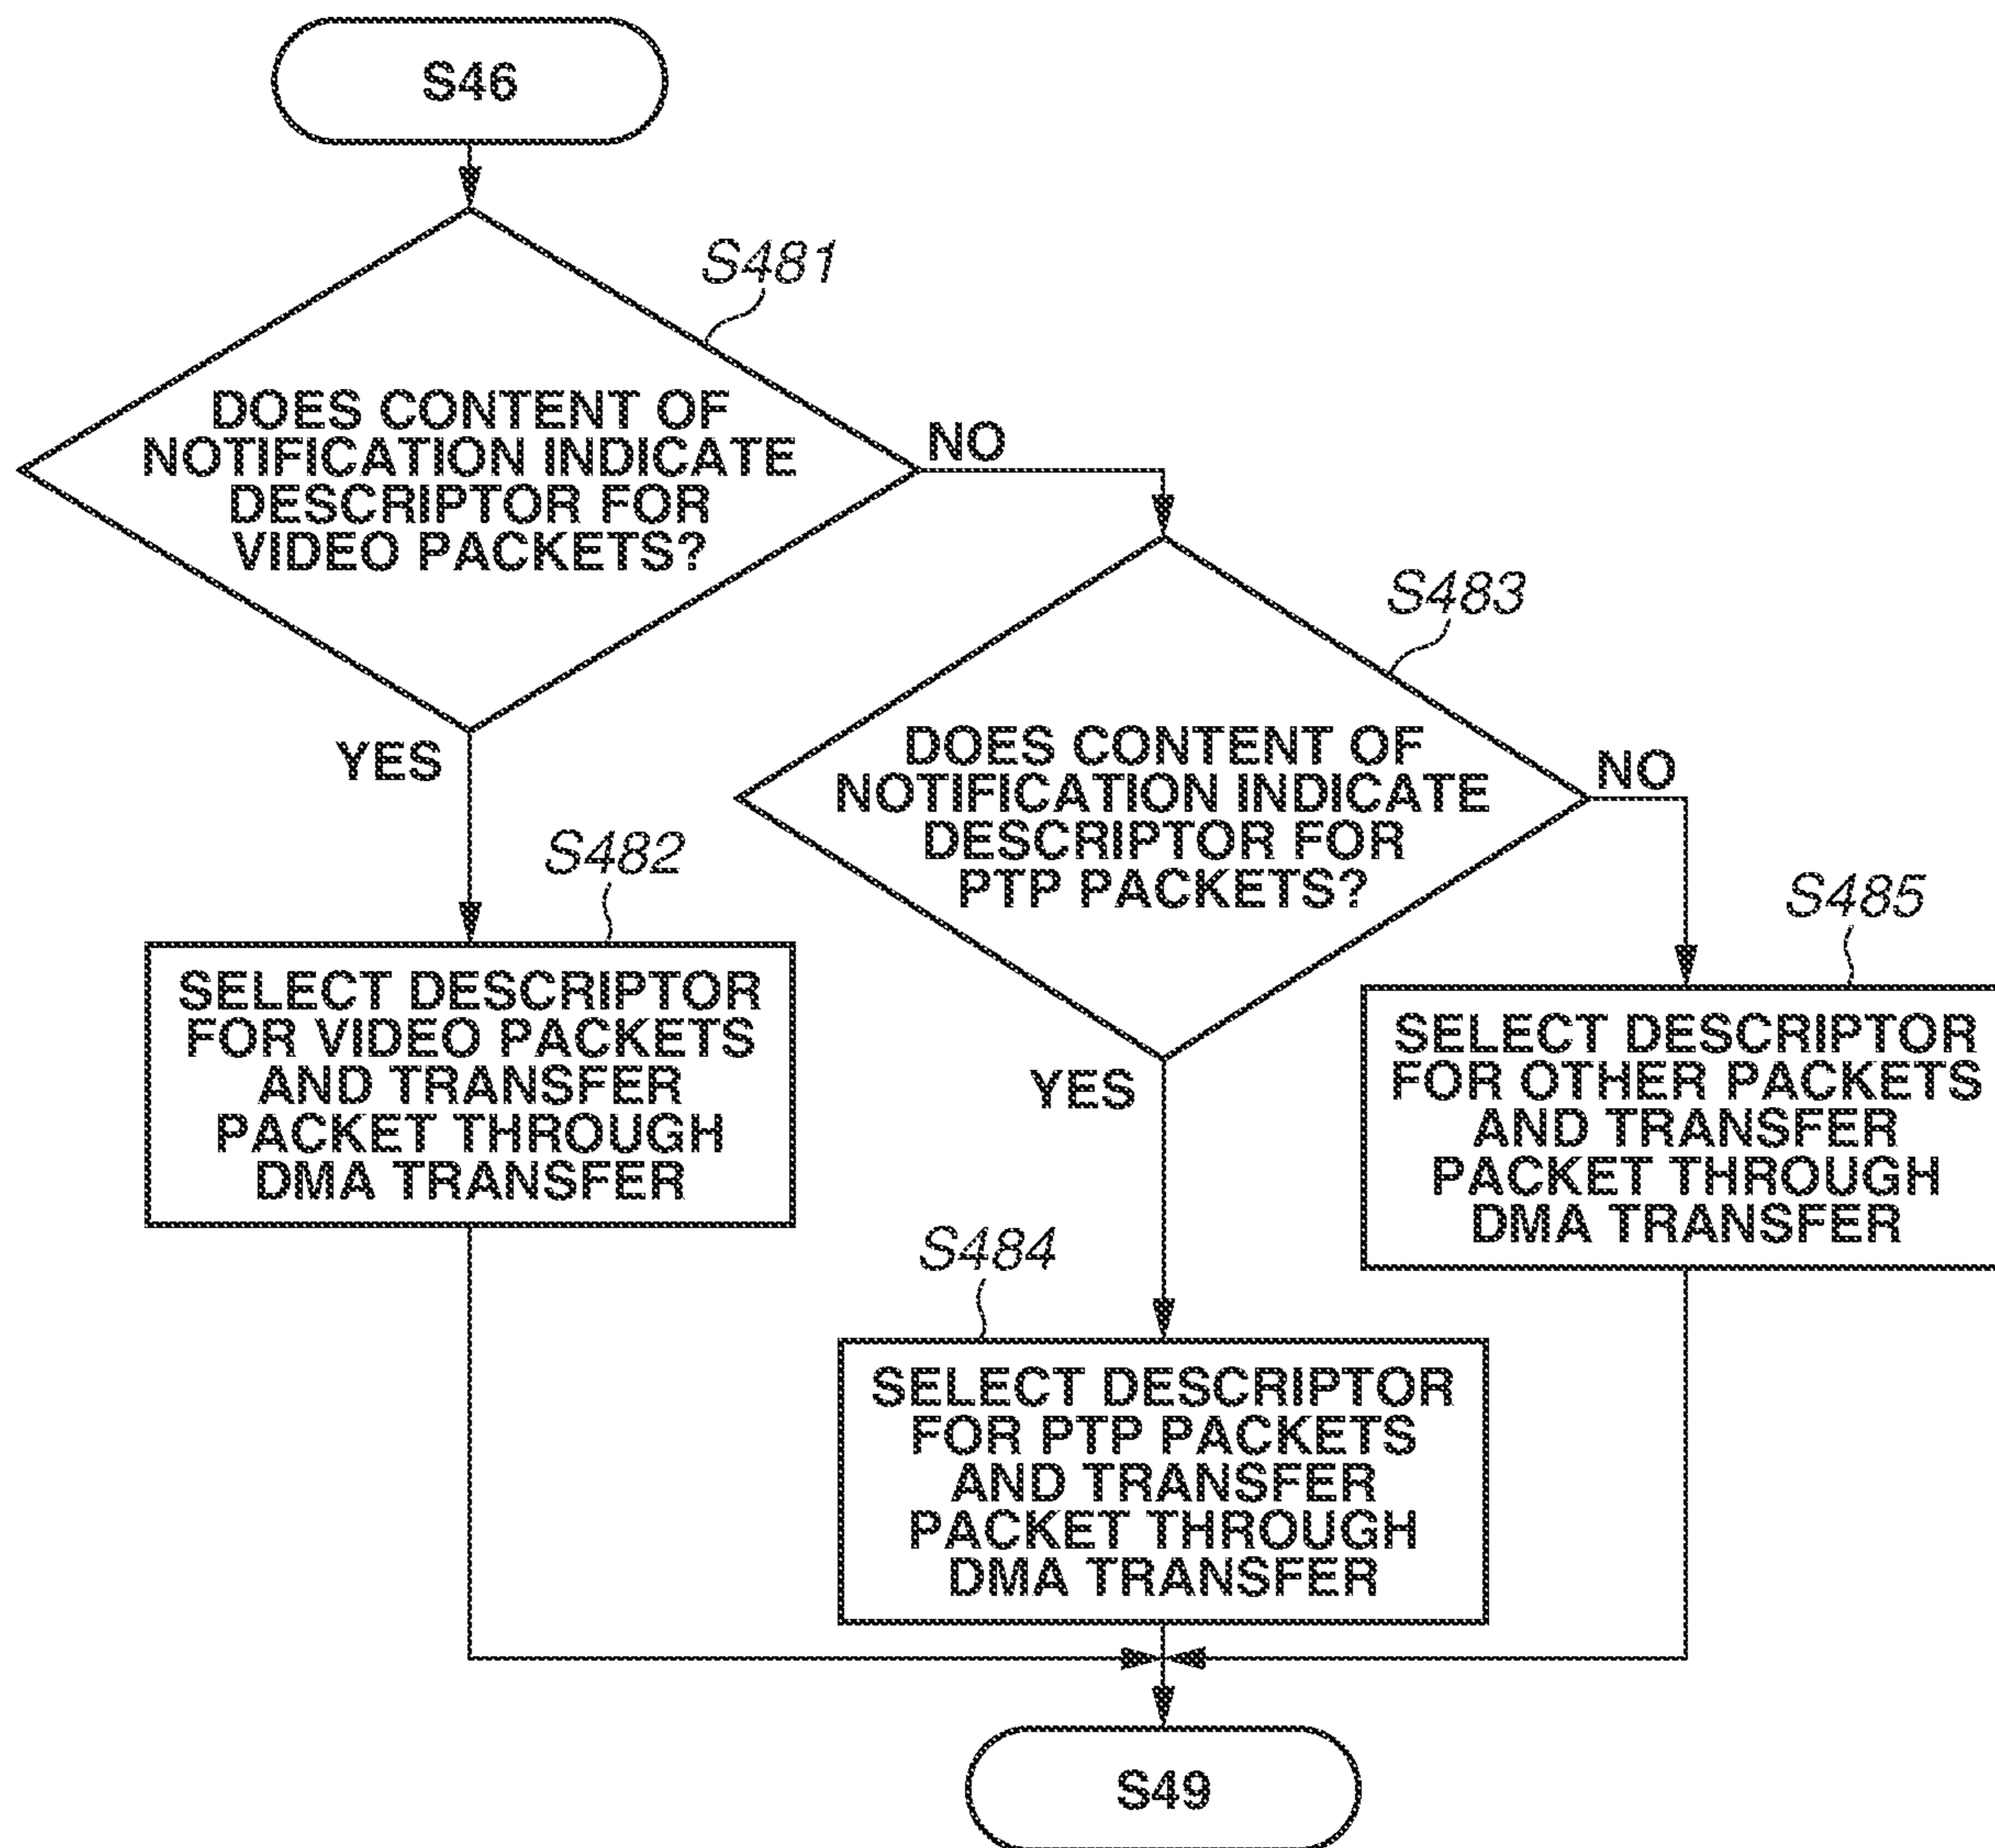 S46
S481
DOES CONTENT OF
NOTIFICATION INDICATE
DESCRIPTOR FOR
VIDEO PACKETS?
NO
YES
S483
DOES CONTENT OF
NOTIFICATION INDICATE
DESCRIPTOR FOR
PTP PACKETS?
NO
YES
S482
SELECT DESCRIPTOR
FOR VIDEO PACKETS
AND TRANSFER
PACKET THROUGH
DMA TRANSFER
S485
SELECT DESCRIPTOR
FOR OTHER PACKETS
AND TRANSFER
PACKET THROUGH
DMA TRANSFER
S484
SELECT DESCRIPTOR
FOR PTP PACKETS
AND TRANSFER
PACKET THROUGH
DMA TRANSFER
S49